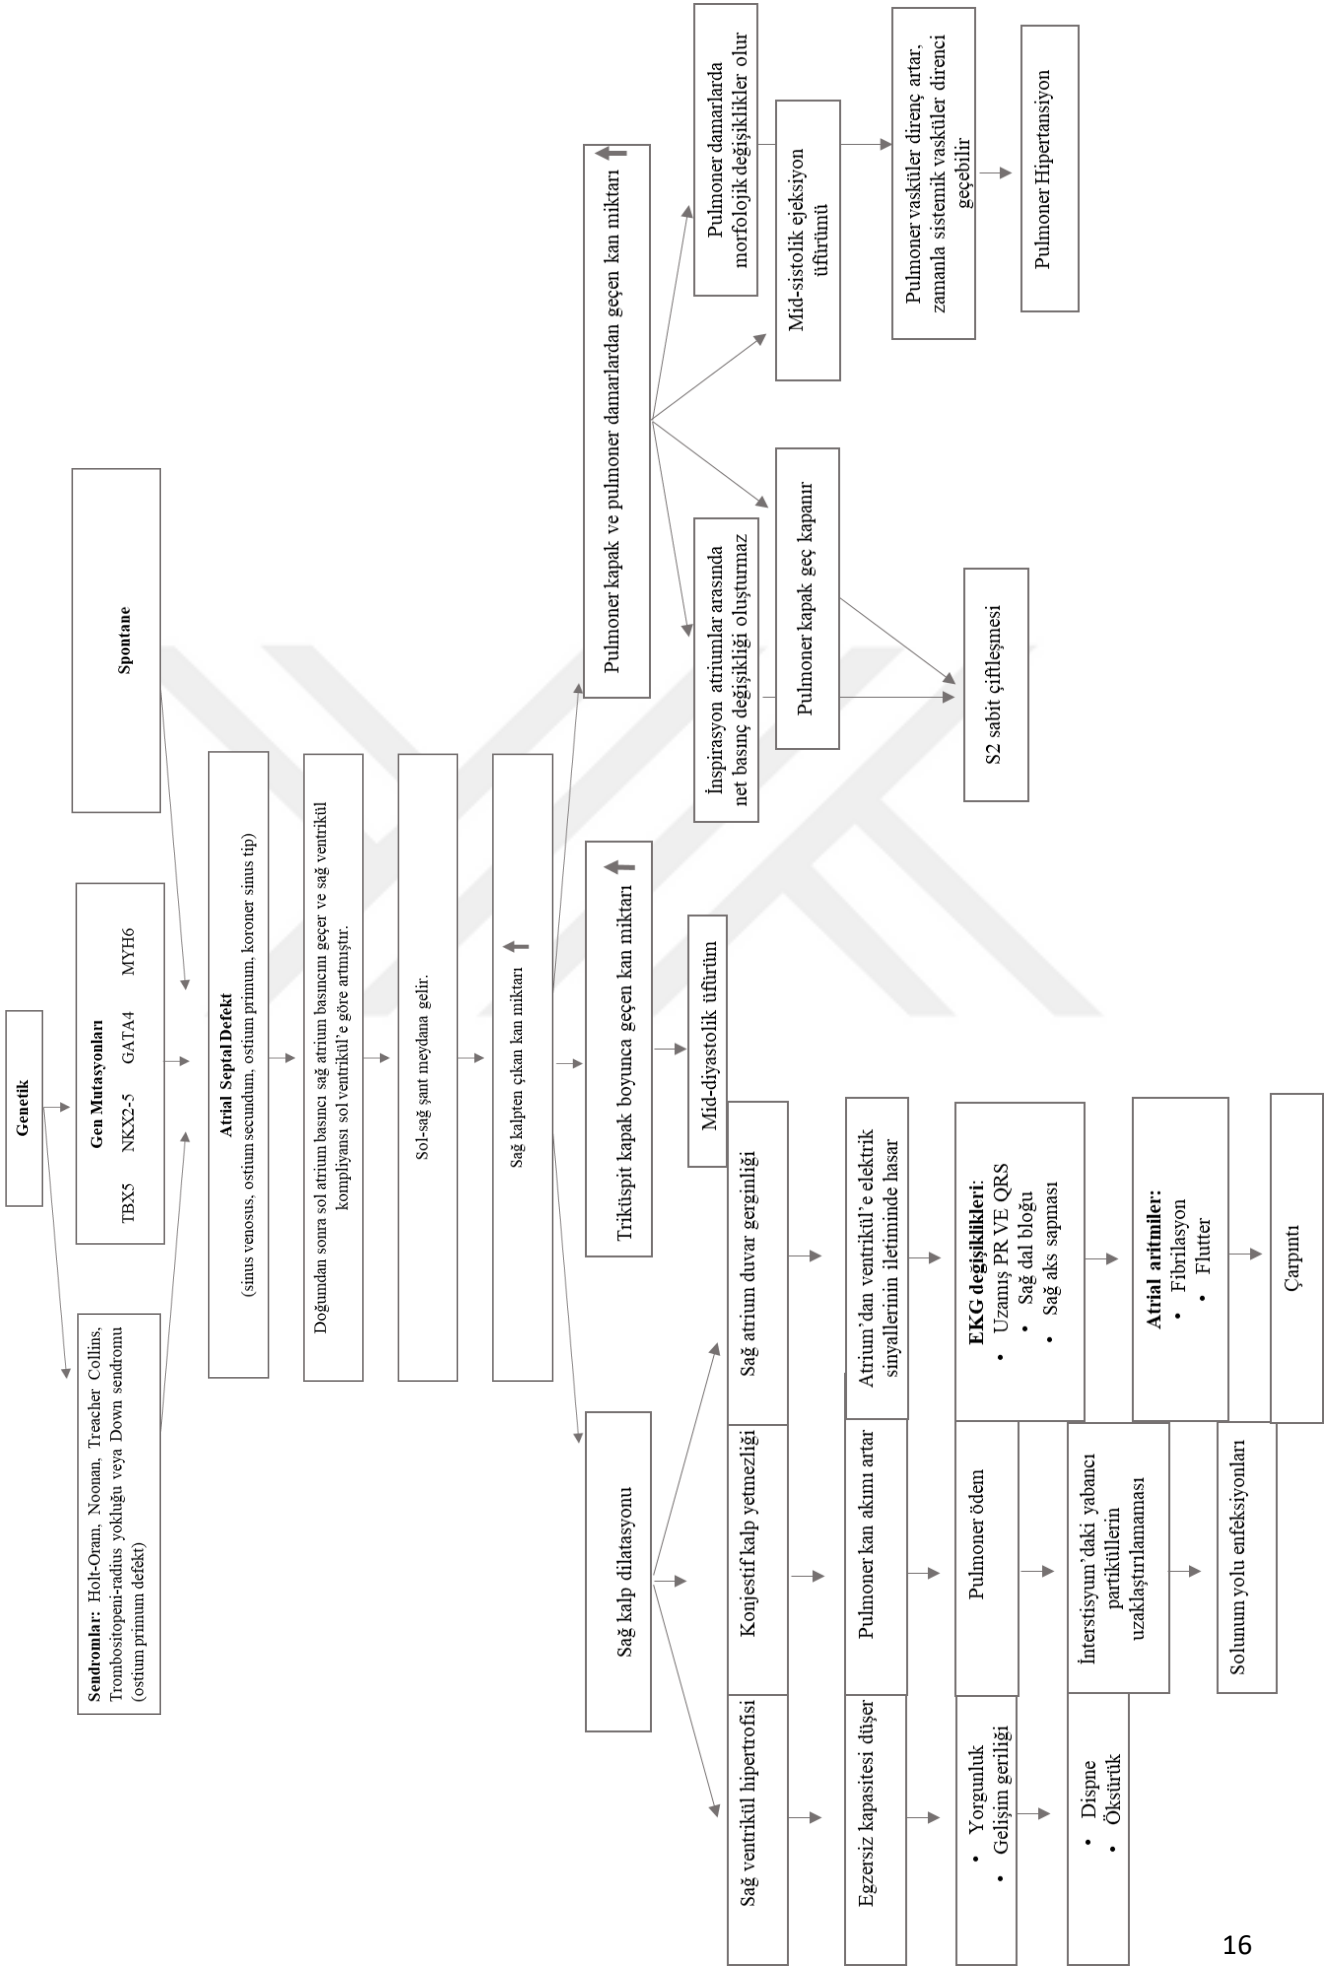 Genetik
Sendromlar: Holt-Oram, Noonan, Treacher Collins,
Trombositopeni-radius yokluğu veya Down sendromu
(ostium primum defekt)
Gen Mutasyonları
TBX5 NKX2-5 GATA4 MYH6
Spontane
Atrial Septal Defekt
(sinus venosus, ostium secundum, ostium primum, koroner sinus tip)
Doğumdan sonra sol atrium basıncı sağ atrium basıncını geçer ve sağ ventrikül
kompliyansı sol ventrikül'e göre artmıştır.
Sol-sağ şant meydana gelir.
Sağ kalpten çıkan kan miktarı
Sağ kalp dilatasyonu
Triküspit kapak boyunca geçen kan miktarı
Pulmoner kapak ve pulmoner damarlardan geçen kan miktarı
Mid-diyastolik üfürüm
İnspirasyon atriumlar arasında
net basınç değişikliği oluşturmaz
Pulmoner damarlarda
morfolojik değişiklikler olur
Sağ ventrikül hipertrofisi
Konjestif kalp yetmezliği
Sağ atrium duvar gerginliği
Pulmoner kapak geç kapanır
Mid-sistolik ejeksiyon
üfürümü
Egzersiz kapasitesi düşer
Pulmoner kan akımı artar
Atrium'dan ventrikül'e elektrik
sinyallerinin iletiminde hasar
Pulmoner vasküler direnç artar,
zamanla sistemik vasküler direnci
geçebilir
• Yorgunluk
• Gelişim geriliği
Pulmoner ödem
EKG değişiklikleri:
• Uzamış PR VE QRS
• Sağ dal bloğu
• Sağ aks sapması
S2 sabit çiftleşmesi
Pulmoner Hipertansiyon
• Dispne
• Öksürük
İnterstisyum'daki yabancı
partiküllerin
uzaklaştırılamaması
Atrial aritmiler:
• Fibrilasyon
• Flutter
Solunum yolu enfeksiyonları
Çarpıntı
16